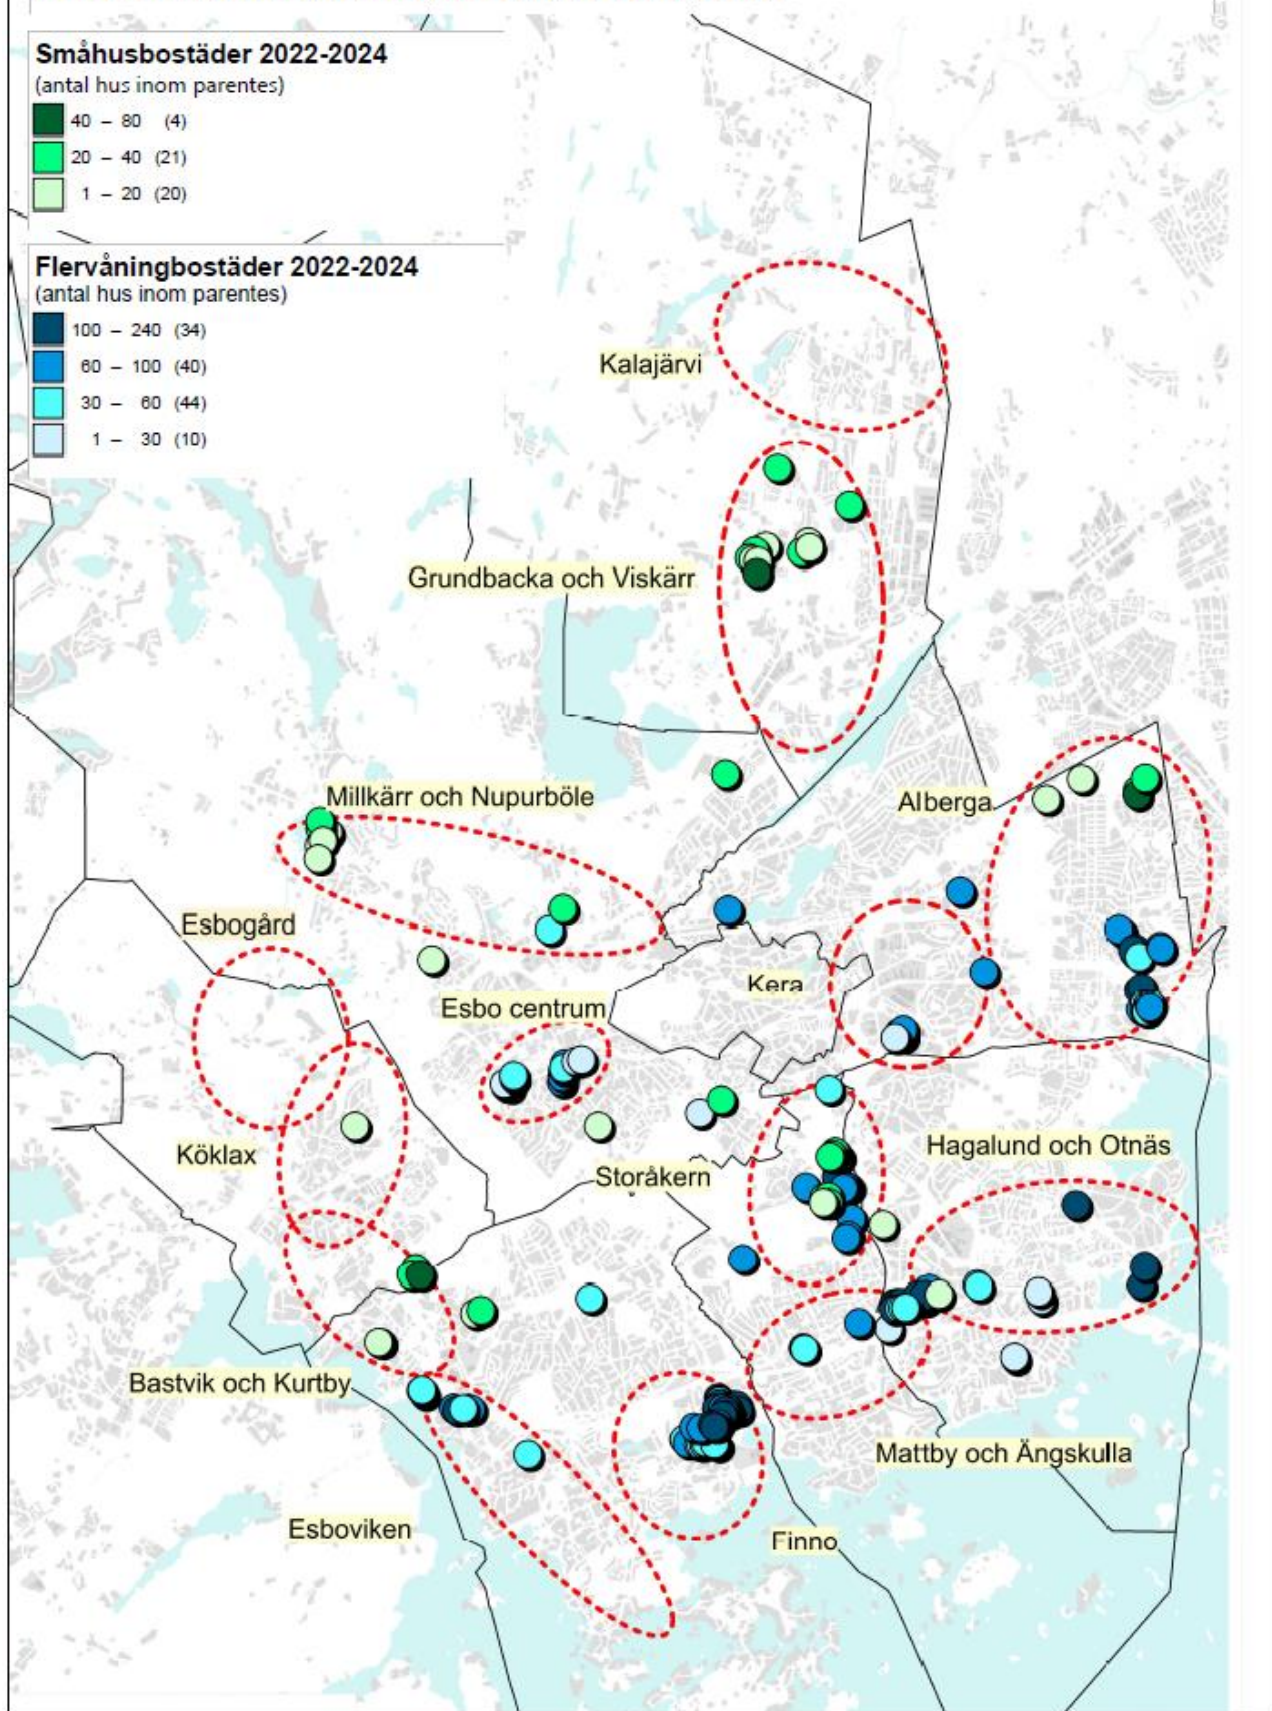 Småhusbostäder 2022-2024
(antal hus inom parentes)
40 – 80 (4)
20 – 40 (21)
1 – 20 (20)
Flervåningbostäder 2022-2024
(antal hus inom parentes)
100 – 240 (34)
60 – 100 (40)
30 – 60 (44)
1 – 30 (10)
Kalajärvi
Grundbacka och Viskärr
Millkärr och Nupurböle
Alberga
Esbogård
Kera
Esbo centrum
Hagalund och Otnäs
Köklax
Storåkern
Bastvik och Kurtby
Mattby och Ängskulla
Esboviken
Finno